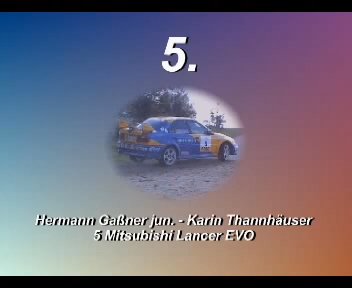 5.
Hermann Gaßner jun. - Karin Thannhäuser
5 Mitsubishi Lancer EVO